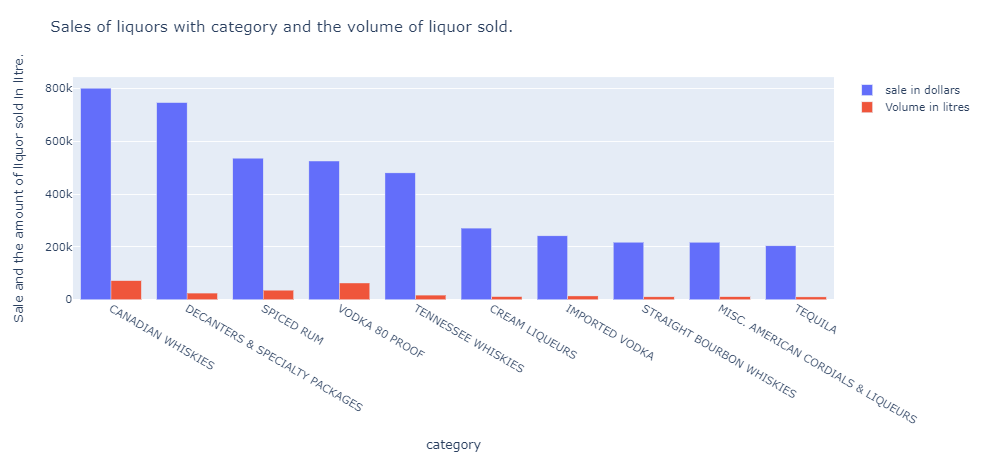 Sales of liquors with category and the volume of liquor sold.
Sale and the amount of liquor sold in litre.
800k
600k
400k
200k
0
sale in dollars
Volume in litres
CANADIAN WHISKIES
DECANTERS & SPECIALTY PACKAGES
SPICED RUM
VODKA 80 PROOF
TENNESSEE WHISKIES
CREAM LIQUEURS
IMPORTED VODKA
STRAIGHT BOURBON WHISKIES
MISC. AMERICAN CORDIALS & LIQUEURS
TEQUILA
category